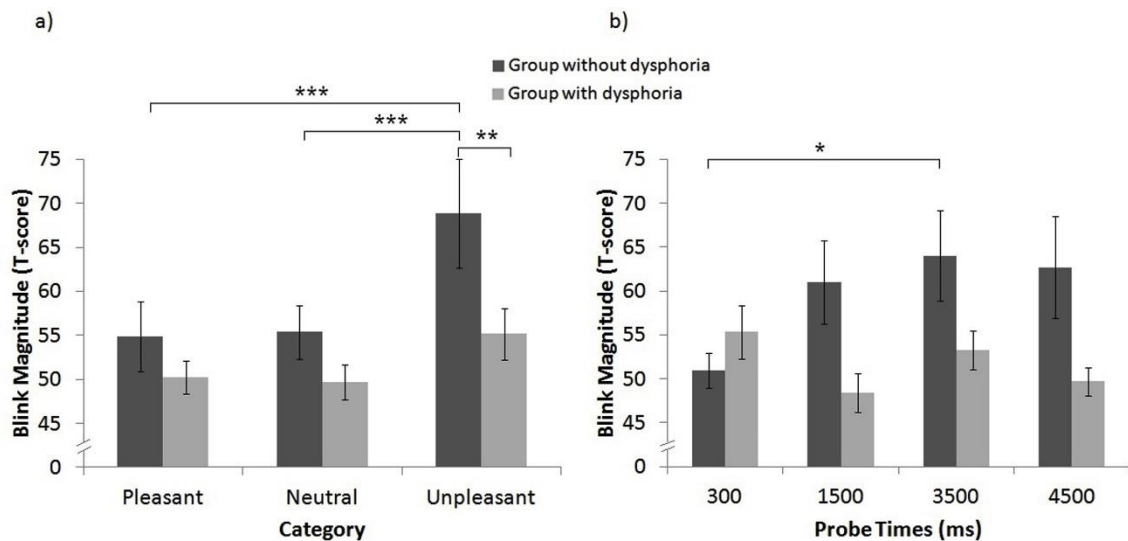 a)
b)
Group without dysphoria
Group with dysphoria
***
***
**
*
Blink Magnitude (T-score)
75
70
65
60
55
50
45
0
Pleasant Neutral Unpleasant
Category
Blink Magnitude (T-score)
75
70
65
60
55
50
45
0
300 1500 3500 4500
Probe Times (ms)